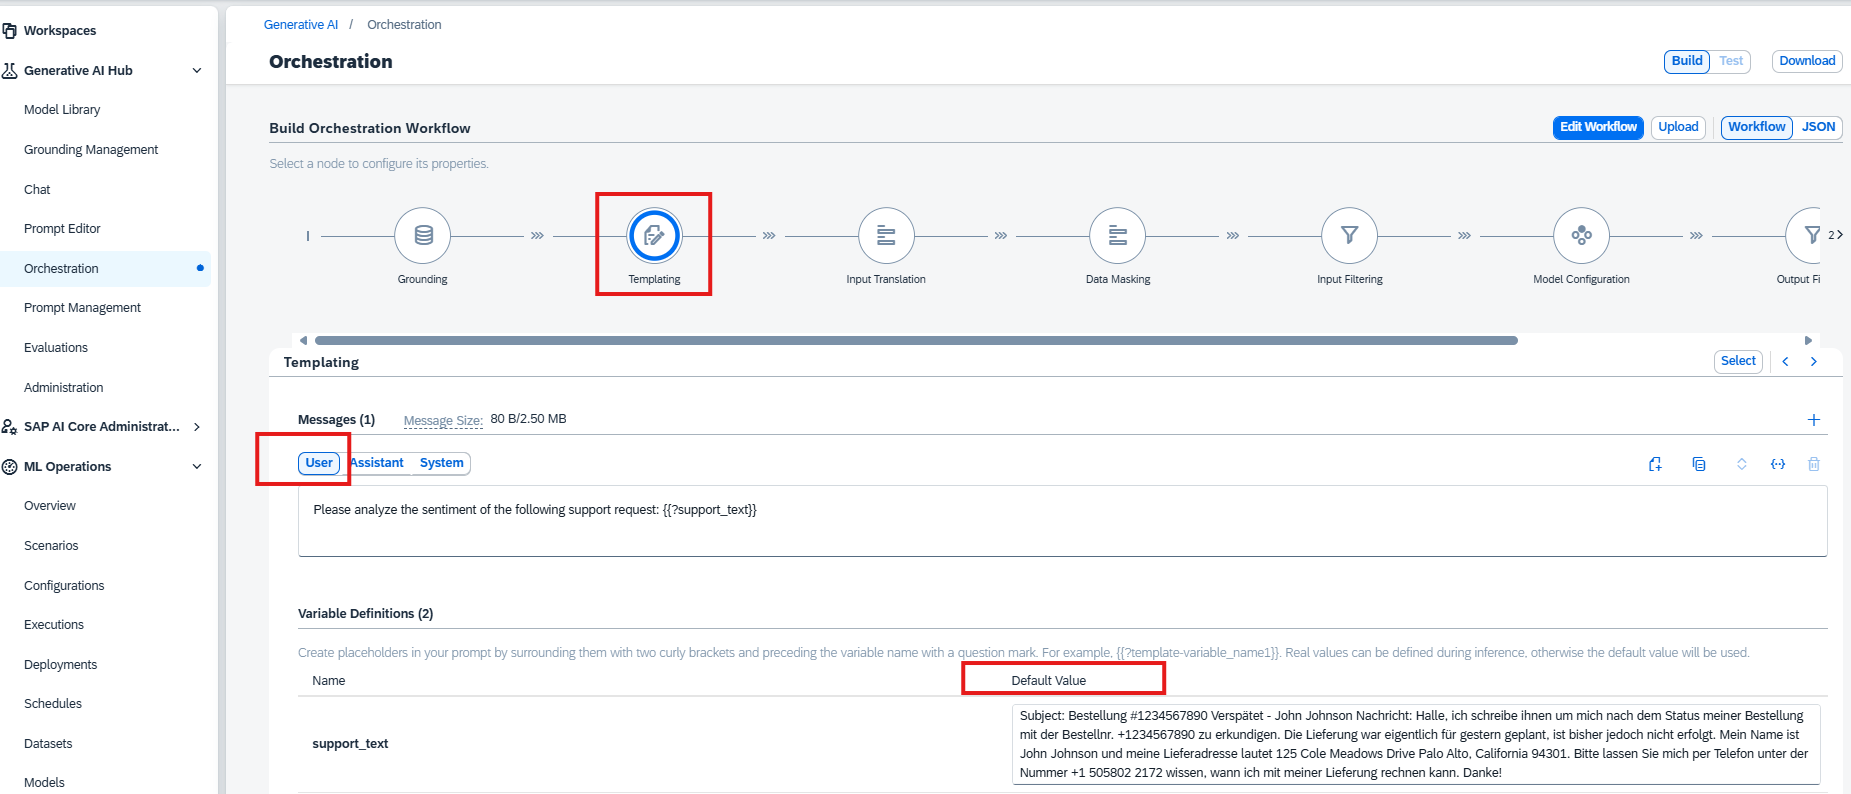 Workspaces
Generative AI Hub
Model Library
Grounding Management
Chat
Prompt Editor
Orchestration
Prompt Management
Evaluations
Administration
SAP AI Core Administrat...
ML Operations
Overview
Scenarios
Configurations
Executions
Deployments
Schedules
Datasets
Models
Generative AI / Orchestration
Orchestration
Build Test Download
Build Orchestration Workflow
Edit Workflow Upload Workflow JSON
Select a node to configure its properties.
2
Grounding Templating Input Translation Data Masking Input Filtering Model Configuration Output Fi
Templating
Select
Messages (1) Message Size: 80 B/2.50 MB
User Assistant System
Please analyze the sentiment of the following support request: {{?support_text}}
Variable Definitions (2)
Create placeholders in your prompt by surrounding them with two curly brackets and preceding the variable name with a question mark. For example, {{?template-variable_name1}}. Real values can be defined during inference, otherwise the default value will be used.
Name Default Value
support_text
Subject: Bestellung #1234567890 Verspätet - John Johnson Nachricht: Halle, ich schreibe ihnen um mich nach dem Status meiner Bestellung
mit der Bestellnr. +1234567890 zu erkundigen. Die Lieferung war eigentlich für gestern geplant, ist bisher jedoch nicht erfolgt. Mein Name ist
John Johnson und meine Lieferadresse lautet 125 Cole Meadows Drive Palo Alto, California 94301. Bitte lassen Sie mich per Telefon unter der
Nummer +1 505802 2172 wissen, wann ich mit meiner Lieferung rechnen kann. Danke!